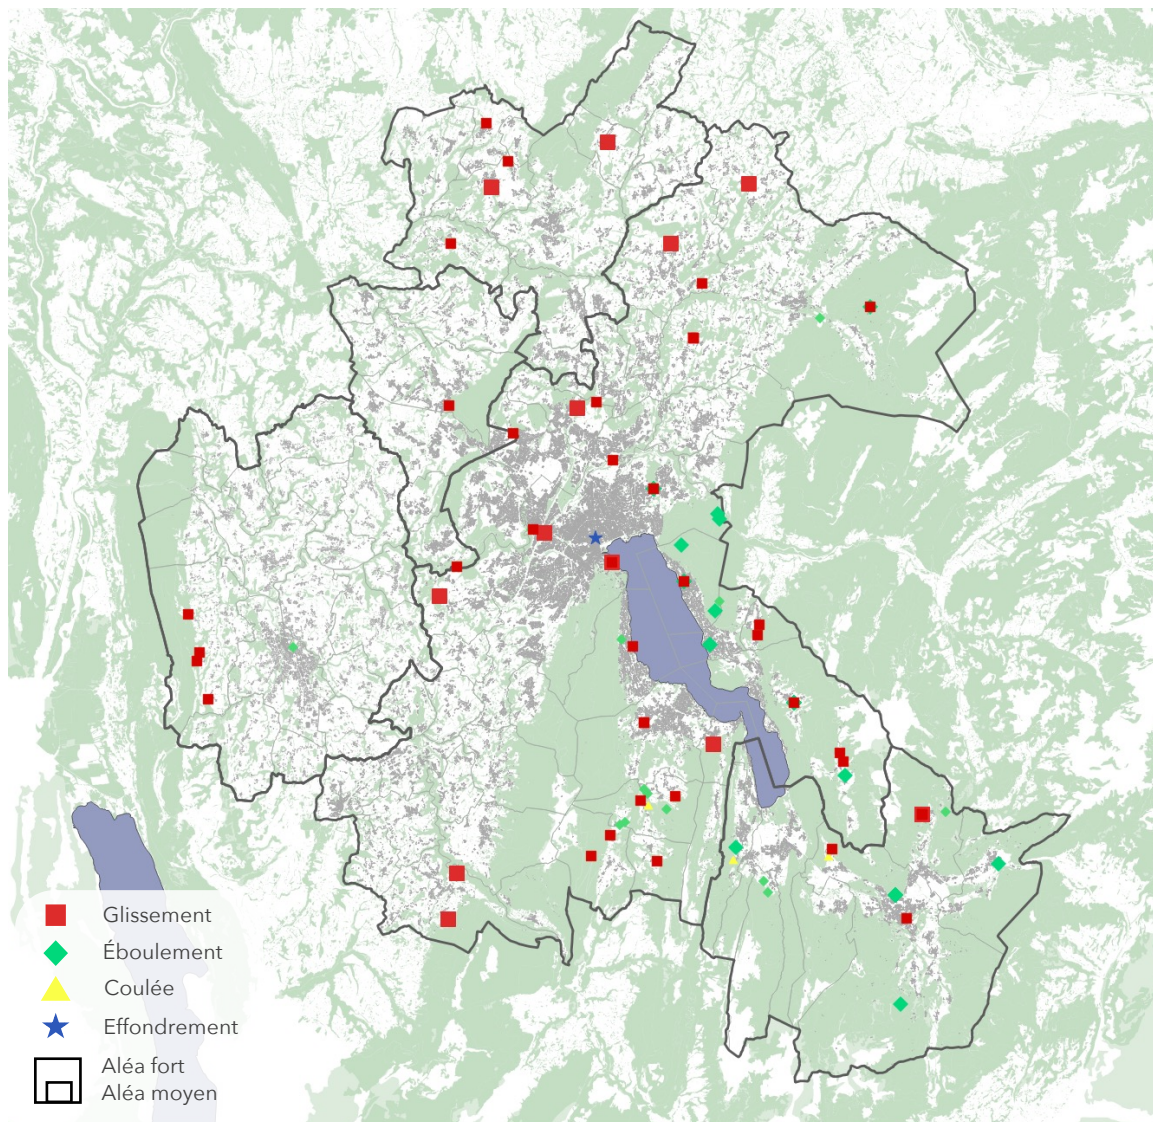 Glissement
Éboulement
Coulée
Effondrement
Aléa fort
Aléa moyen